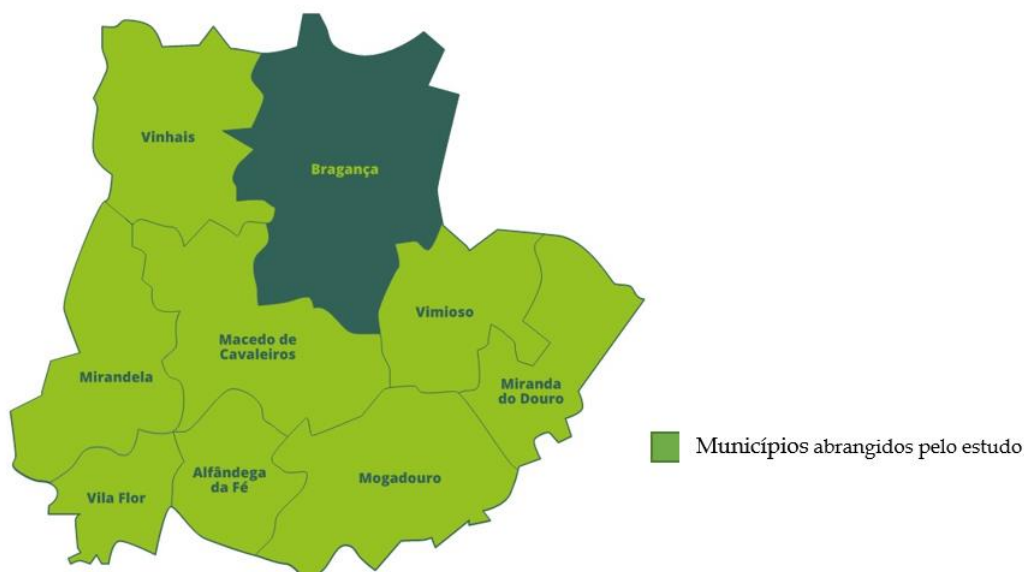 Vinhais
Bragança
Vimioso
Macedo de
Cavaleiros
Mirandela
Miranda
do Douro
Municípios abrangidos pelo estudo
Alfândega
da Fé
Mogadouro
Vila Flor